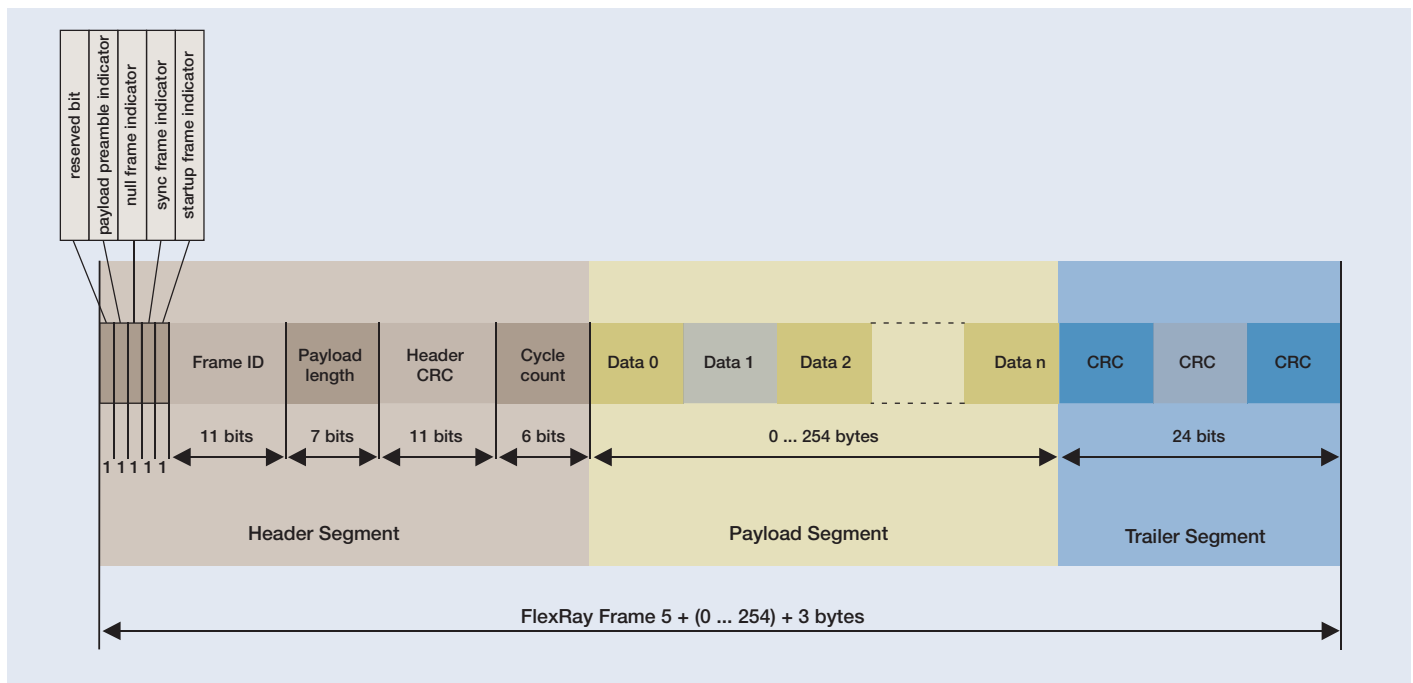 reserved bit
payload preamble indicator
null frame indicator
sync frame indicator
startup frame indicator
Frame ID
Payload
length
Header
CRC
Cycle
count
Data 0
Data 1
Data 2
Data n
CRC
CRC
CRC
1 1 1 1 1
11 bits
7 bits
11 bits
6 bits
0 ... 254 bytes
24 bits
Header Segment
Payload Segment
Trailer Segment
FlexRay Frame 5 + (0 ... 254) + 3 bytes